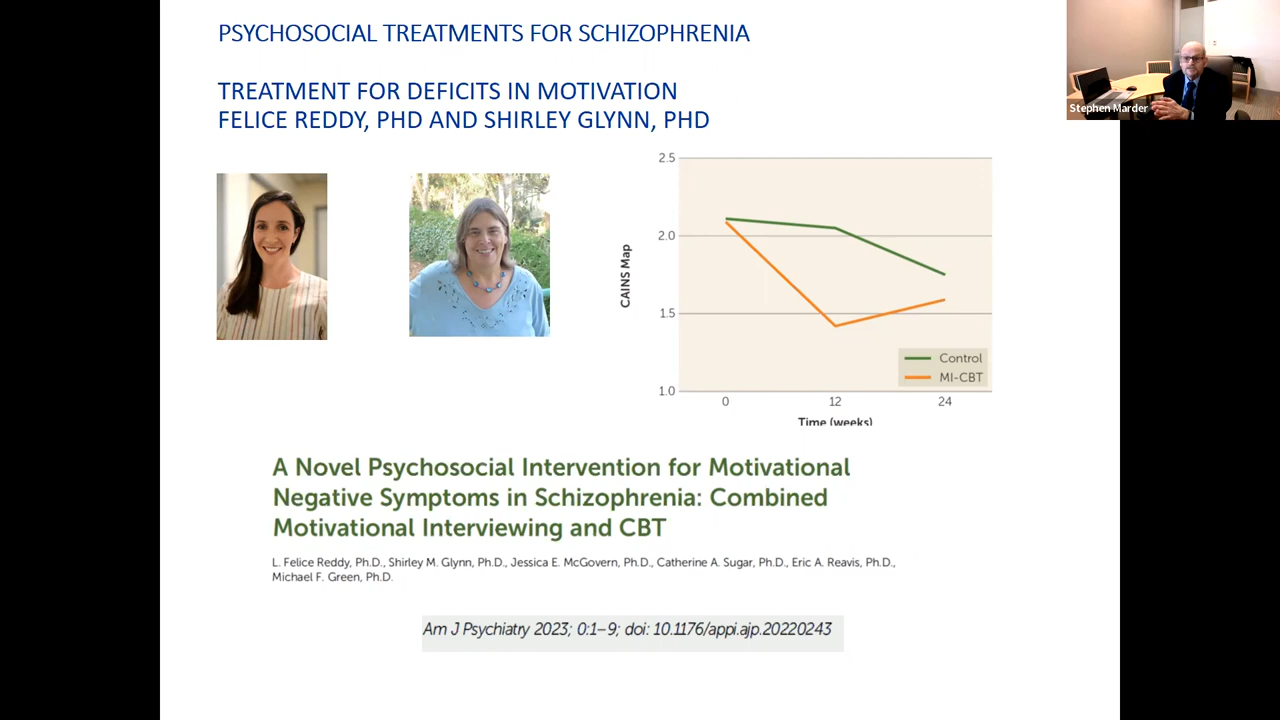 PSYCHOSOCIAL TREATMENTS FOR SCHIZOPHRENIA
TREATMENT FOR DEFICITS IN MOTIVATION
FELICE REDDY, PHD AND SHIRLEY GLYNN, PHD
Stephen Marder
2.5
2.0
1.5
1.0
CAINS Map
0
12
24
Time (weeks)
Control
MI-CBT
A Novel Psychosocial Intervention for Motivational
Negative Symptoms in Schizophrenia: Combined
Motivational Interviewing and CBT
L. Felice Reddy, Ph.D., Shirley M. Glynn, Ph.D., Jessica E. McGovern, Ph.D., Catherine A. Sugar, Ph.D., Eric A. Reavis, Ph.D.,
Michael F. Green, Ph.D.
Am J Psychiatry 2023; 0:1–9; doi: 10.1176/appi.ajp.20220243